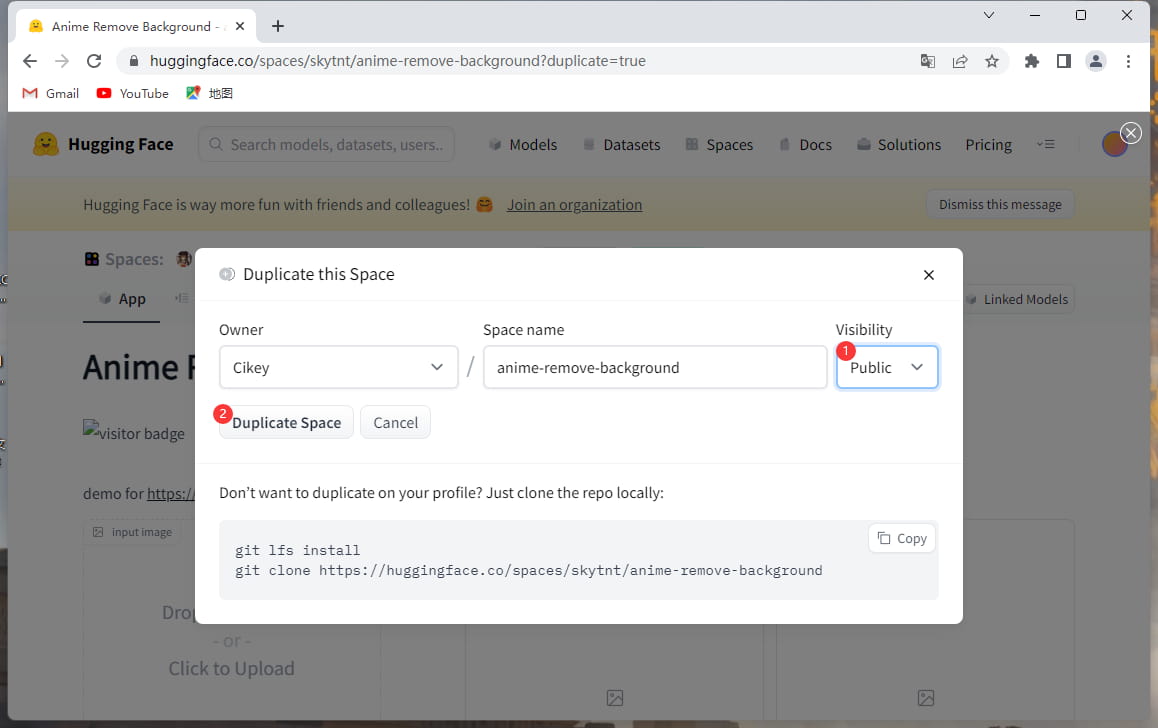 Anime Remove Background -
huggingface.co/spaces/skytnt/anime-remove-background?duplicate=true
Gmail YouTube 地图
Hugging Face Search models, datasets, users.. Models Datasets Spaces Docs Solutions Pricing
Hugging Face is way more fun with friends and colleagues! 🤗 Join an organization Dismiss this message
Spaces:
App Linked Models
Anime
visitor badge
demo for https:/
input image
- or -
Click to Upload
Duplicate this Space
Owner Space name Visibility
Cikey / anime-remove-background 1 Public
2 Duplicate Space Cancel
Don't want to duplicate on your profile? Just clone the repo locally:
Copy
git lfs install
git clone https://huggingface.co/spaces/skytnt/anime-remove-background